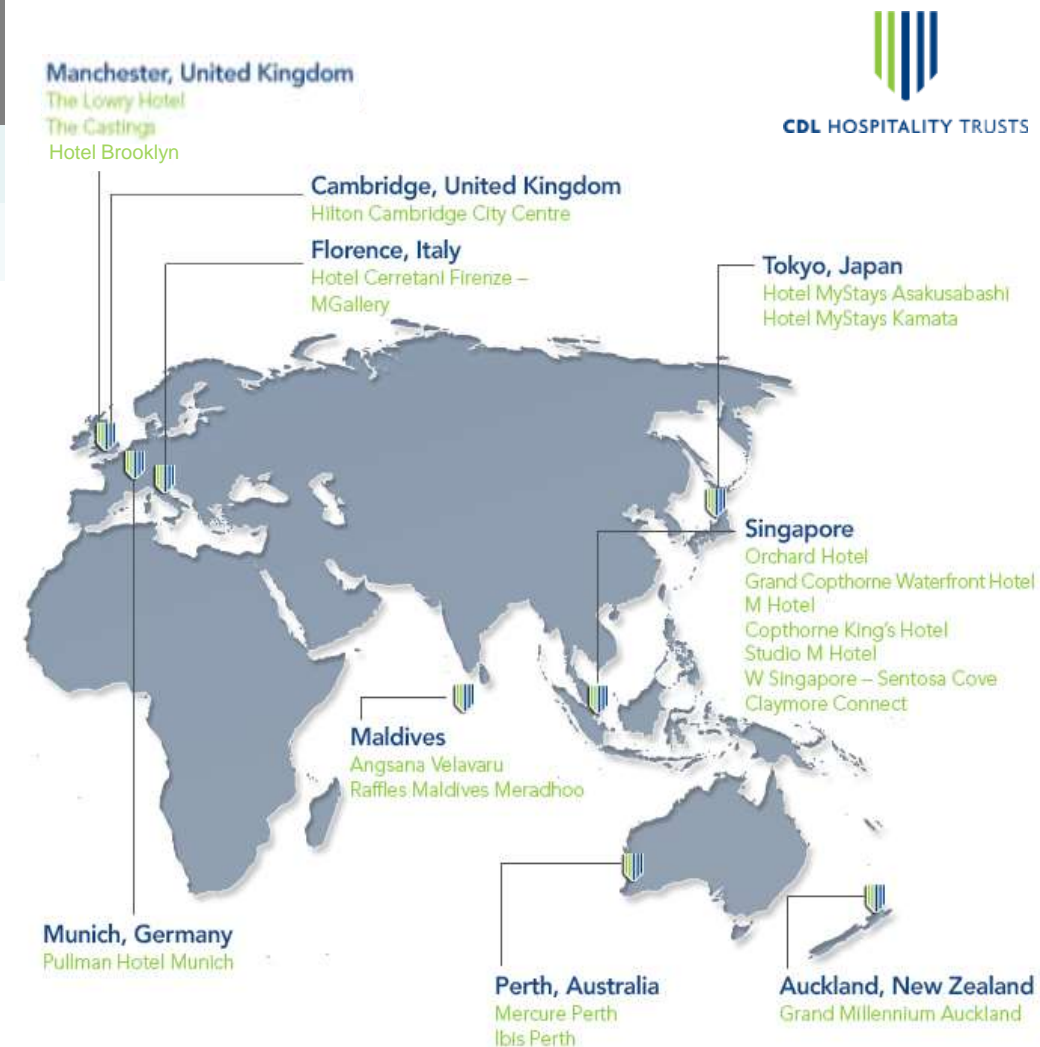 CDL HOSPITALITY TRUSTS
Manchester, United Kingdom
The Lowry Hotel
The Castings
Hotel Brooklyn
Cambridge, United Kingdom
Hilton Cambridge City Centre
Florence, Italy
Hotel Cerretani Firenze –
MGallery
Tokyo, Japan
Hotel MyStays Asakusabashi
Hotel MyStays Kamata
Singapore
Orchard Hotel
Grand Copthorne Waterfront Hotel
M Hotel
Copthorne King's Hotel
Studio M Hotel
W Singapore – Sentosa Cove
Claymore Connect
Maldives
Angsana Velavaru
Raffles Maldives Meradhoo
Munich, Germany
Pullman Hotel Munich
Perth, Australia
Mercure Perth
Ibis Perth
Auckland, New Zealand
Grand Millennium Auckland